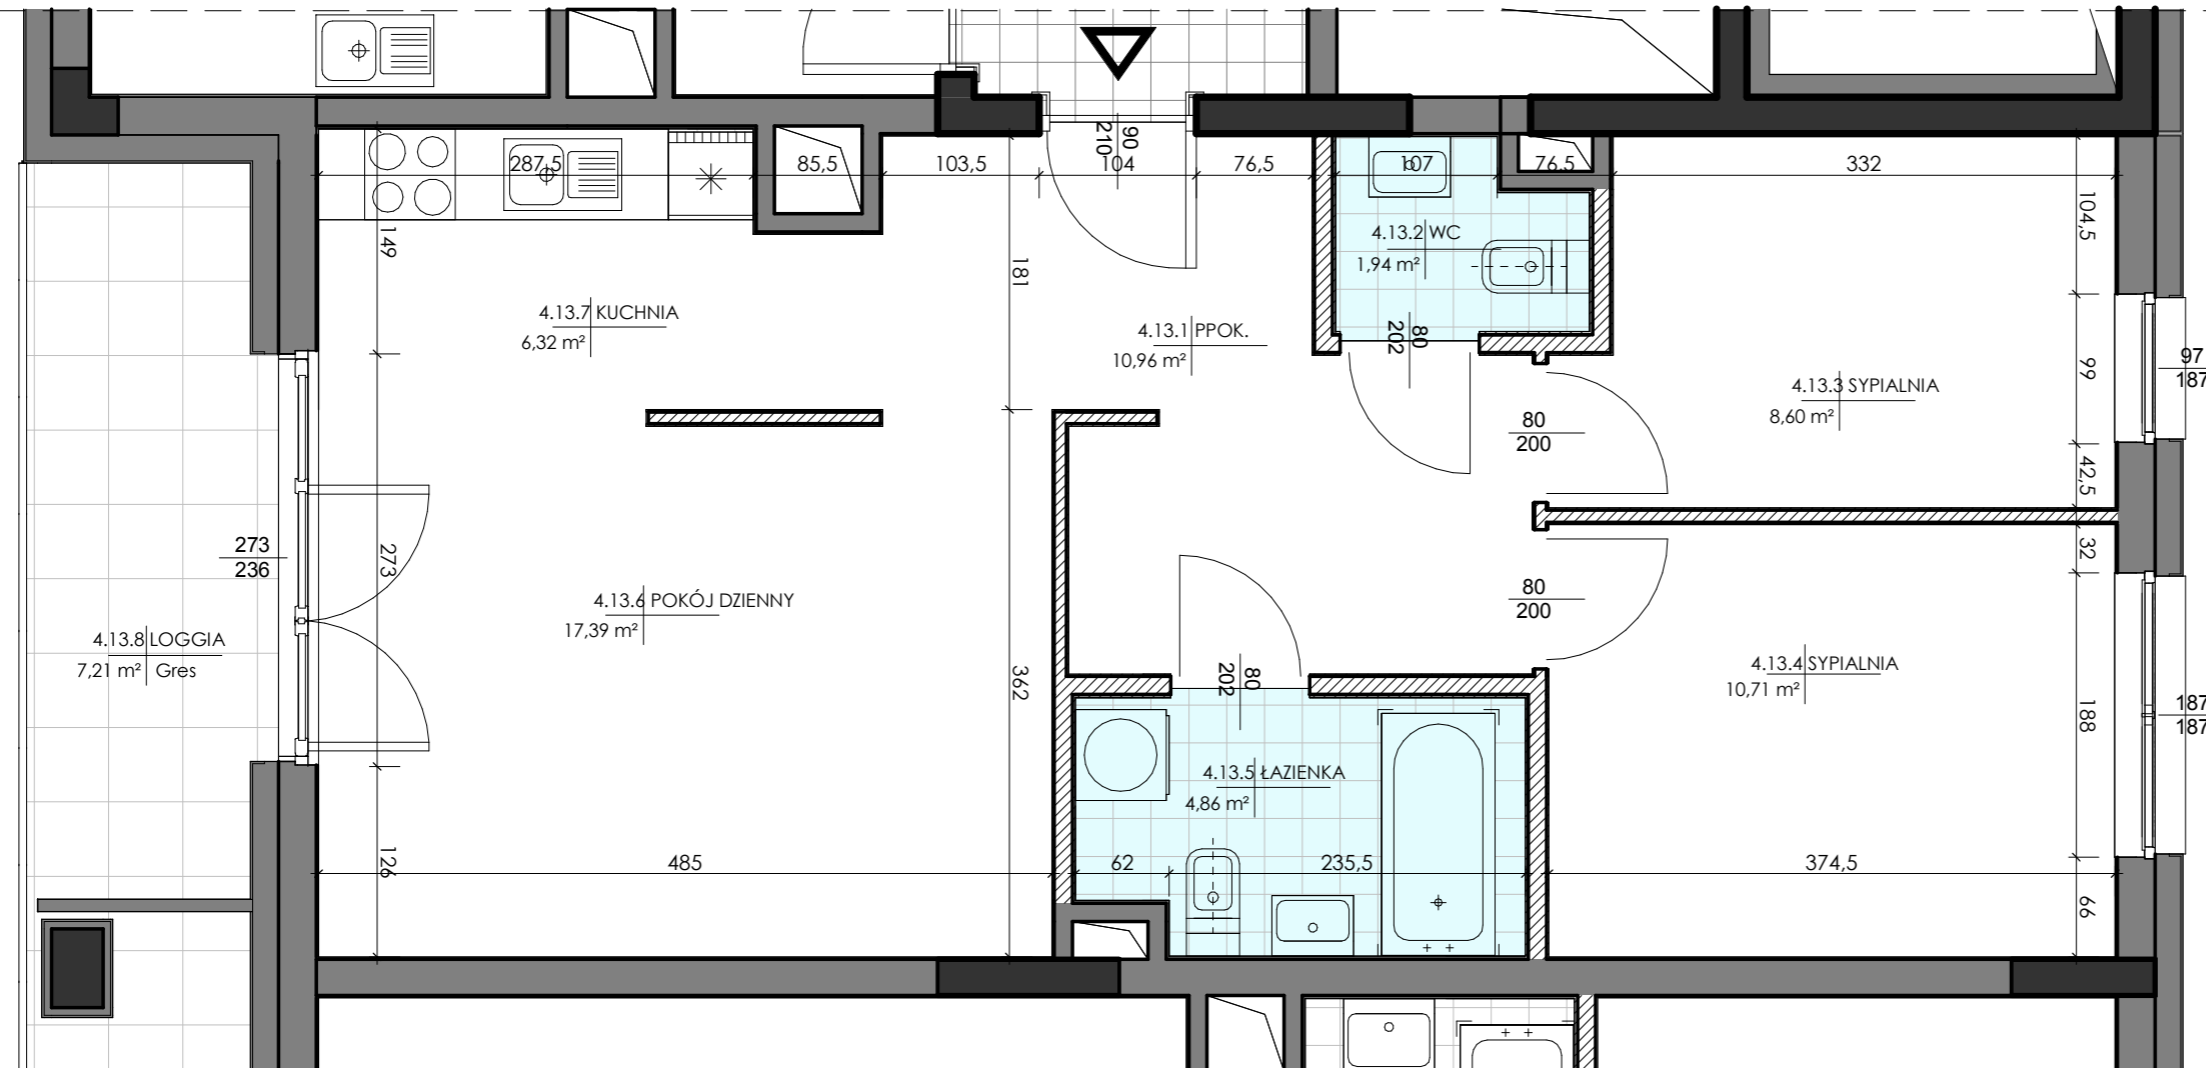 90
210
287,5
85,5
103,5
104
76,5
107
76,5
332
149
181
104,5
4.13.2 WC
1,94 m²
4.13.7 KUCHNIA
6,32 m²
4.13.1 PPOK.
10,96 m²
80
202
99
97
187
4.13.3 SYPIALNIA
8,60 m²
80
200
42,5
273
236
273
32
80
200
4.13.6 POKÓJ DZIENNY
17,39 m²
4.13.8 LOGGIA
7,21 m² Gres
362
80
202
4.13.4 SYPIALNIA
10,71 m²
188
187
187
4.13.5 ŁAZIENKA
4,86 m²
126
485
62
235,5
374,5
66